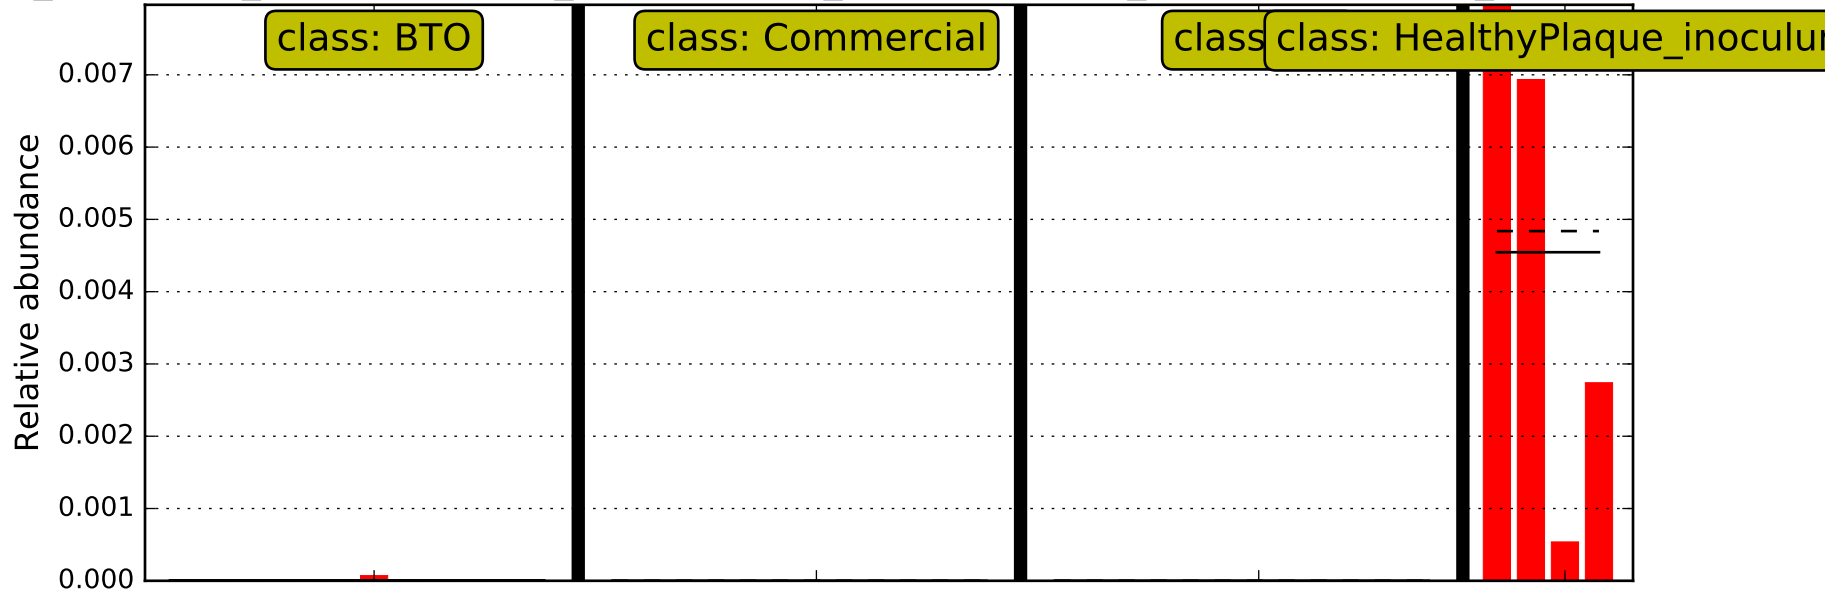 class: BTO
class: Commercial
class
class: HealthyPlaque_inoculu
0.007
0.006
0.005
0.004
0.003
0.002
0.001
0.000
Relative abundance